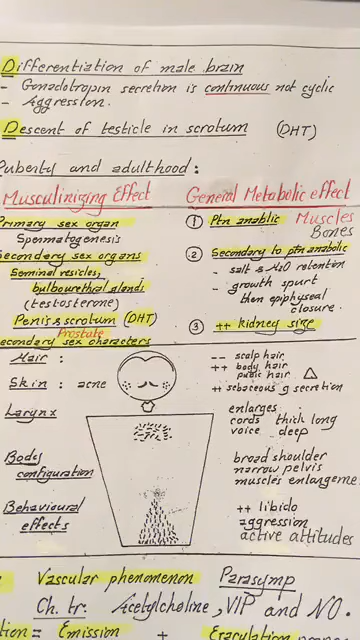 Differentiation of male brain
- Gonadotropin secretion is continuous not cyclic
- Aggression.
Descent of testicle in scrotum (DHT)
Puberty and adulthood :
Musculinizing Effect
Primary sex organ
Spermatogenesis
Secondary sex organs
Seminal vesicles,
bulbourethral glands
(testosterone)
Penis & scrotum (DHT)
Prostate
General Metabolic effect
① Ptn anablic Muscles
Bones
② Secondary to ptn anabolic
- salt & H2O retention
- growth spurt
then epiphyseal
closure.
③ ++ kidney size
Secondary sex characters
Hair : -- scalp hair
++ body hair
pubic hair △
Skin : acne ++ sebaceous g secretion
Larynx enlarges
cords thick long
voice deep
Body
configuration
broad shoulder
narrow pelvis
muscles enlargeme
Behavioural
effects
++ libido
aggression
active attitudes
Vascular phenomenon Parasymp
Ch. tr. Acetylcholine, VIP and NO.
tion = Emission + Ejaculation